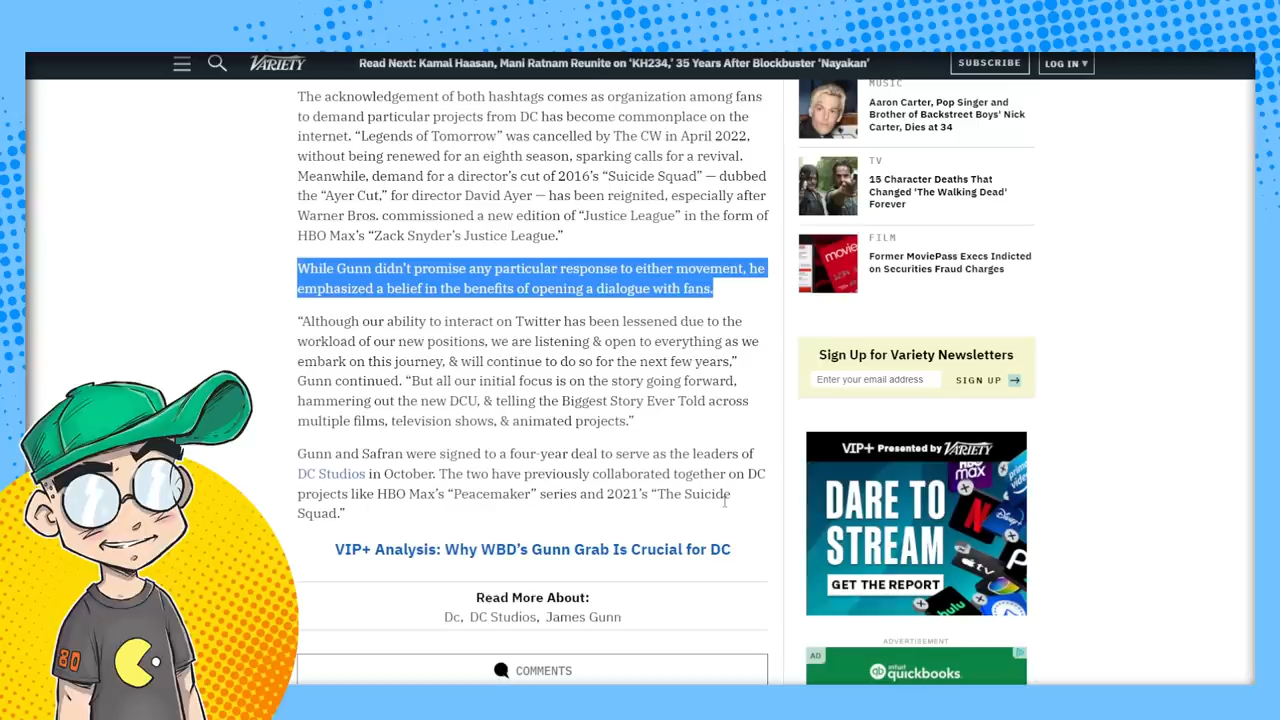 VARIETY
Read Next: Kamal Haasan, Mani Ratnam Reunite on ‘KH234,’ 35 Years After Blockbuster ‘Nayakan’
SUBSCRIBE
LOG IN ▾
The acknowledgement of both hashtags comes as organization among fans
to demand particular projects from DC has become commonplace on the
internet. “Legends of Tomorrow” was cancelled by The CW in April 2022,
without being renewed for an eighth season, sparking calls for a revival.
Meanwhile, demand for a director’s cut of 2016’s “Suicide Squad” — dubbed
the “Ayer Cut,” for director David Ayer — has been reignited, especially after
Warner Bros. commissioned a new edition of “Justice League” in the form of
HBO Max’s “Zack Snyder’s Justice League.”
While Gunn didn’t promise any particular response to either movement, he
emphasized a belief in the benefits of opening a dialogue with fans.
“Although our ability to interact on Twitter has been lessened due to the
workload of our new positions, we are listening & open to everything as we
embark on this journey, & will continue to do so for the next few years,”
Gunn continued. “But all our initial focus is on the story going forward,
hammering out the new DCU, & telling the Biggest Story Ever Told across
multiple films, television shows, & animated projects.”
Gunn and Safran were signed to a four-year deal to serve as the leaders of
DC Studios in October. The two have previously collaborated together on DC
projects like HBO Max’s “Peacemaker” series and 2021’s “The Suicide
Squad.”
VIP+ Analysis: Why WBD’s Gunn Grab Is Crucial for DC
Read More About:
Dc, DC Studios, James Gunn
COMMENTS
MUSIC
Aaron Carter, Pop Singer and
Brother of Backstreet Boys’ Nick
Carter, Dies at 34
TV
15 Character Deaths That
Changed ‘The Walking Dead’
Forever
FILM
movie
Former MoviePass Execs Indicted
on Securities Fraud Charges
Sign Up for Variety Newsletters
Enter your email address
SIGN UP
VIP+ Presented by VARIETY
HBO
max
prime
video
DARE TO
STREAM
N
Disney+
tv
P
hulu
GET THE REPORT
ADVERTISEMENT
AD
intuit
quickbooks.
80